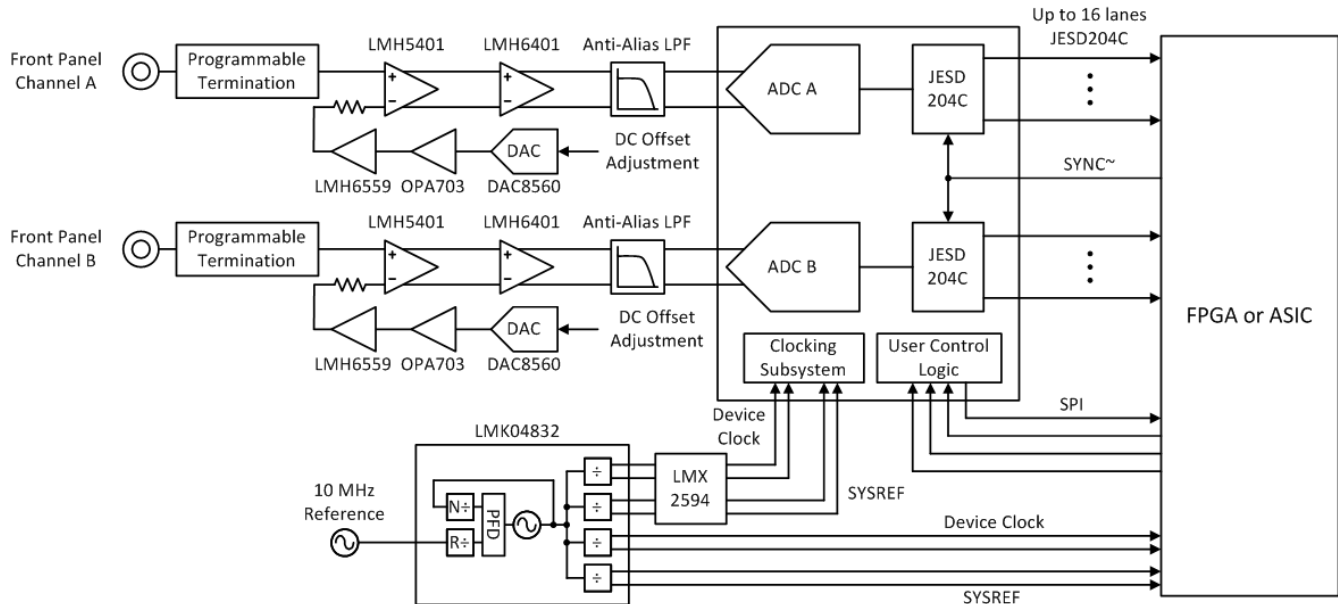 Up to 16 lanes
JESD204C
Front Panel
Channel A
Programmable
Termination
LMH5401
LMH6401
Anti-Alias LPF
+
−
+
−
ADC A
JESD
204C
LMH6559
OPA703
DAC
DAC8560
DC Offset
Adjustment
SYNC~
Front Panel
Channel B
Programmable
Termination
LMH5401
LMH6401
Anti-Alias LPF
+
−
+
−
ADC B
JESD
204C
LMH6559
OPA703
DAC
DAC8560
DC Offset
Adjustment
FPGA or ASIC
Clocking
Subsystem
User Control
Logic
SPI
Device
Clock
LMK04832
10 MHz
Reference
N÷
R÷
PFD
÷
÷
÷
÷
LMX
2594
SYSREF
Device Clock
SYSREF